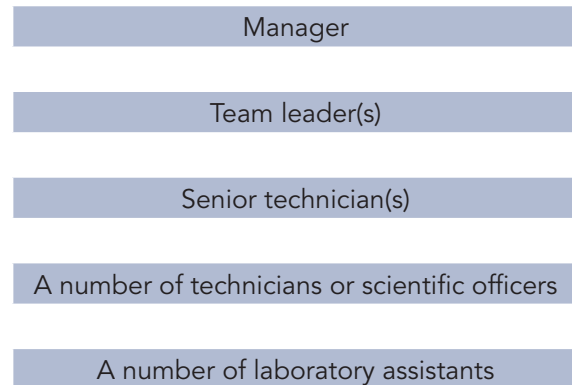 Manager
Team leader(s)
Senior technician(s)
A number of technicians or scientific officers
A number of laboratory assistants